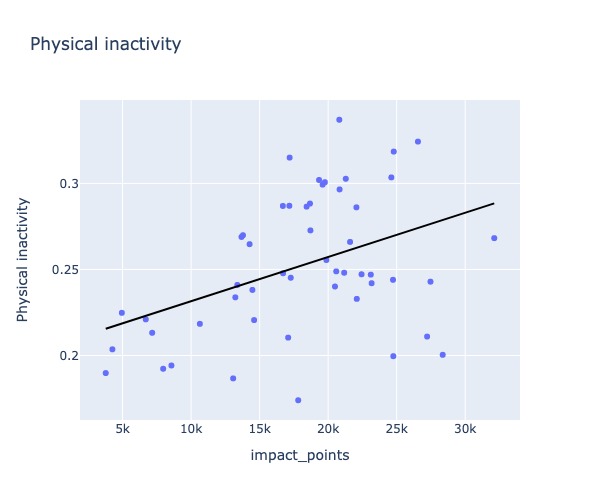 Physical inactivity
Physical inactivity
0.3
0.25
0.2
5k 10k 15k 20k 25k 30k
impact_points